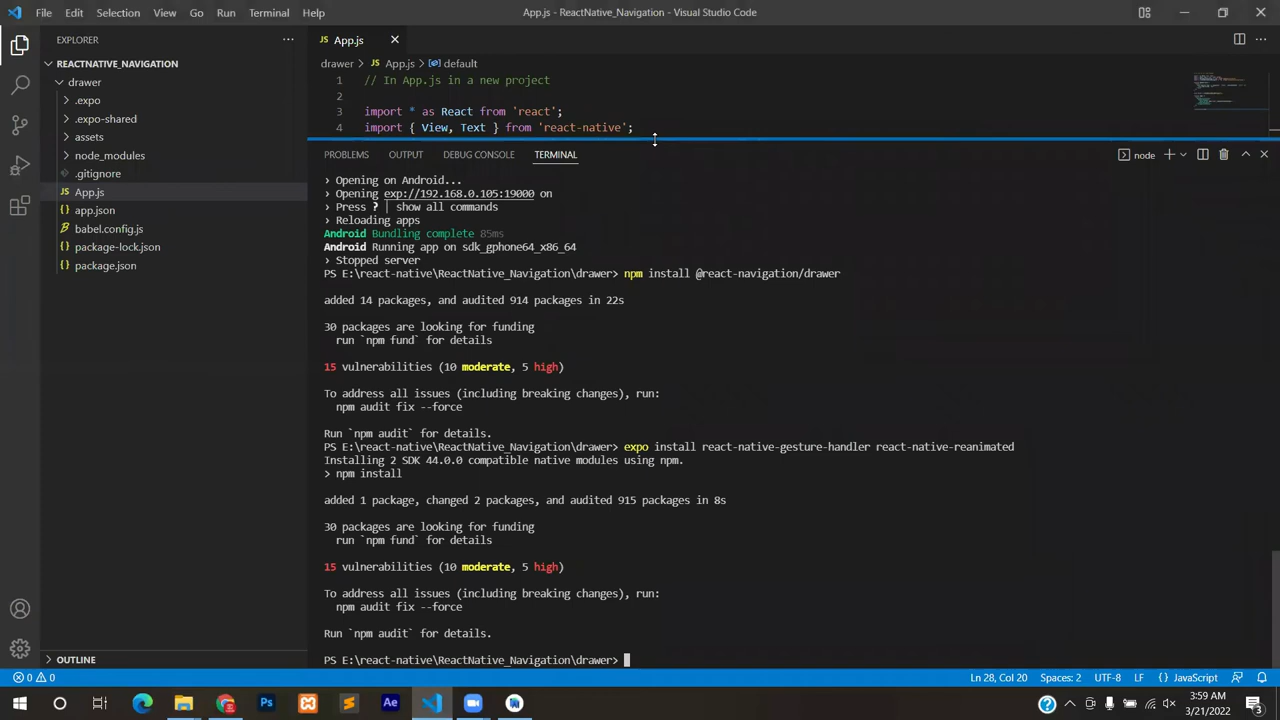 File Edit Selection View Go Run Terminal Help
App.js - ReactNative_Navigation - Visual Studio Code
EXPLORER
REACTNATIVE_NAVIGATION
drawer
.expo
.expo-shared
assets
node_modules
.gitignore
JS App.js
{} app.json
babel.config.js
{} package-lock.json
{} package.json
OUTLINE
JS App.js
drawer > JS App.js > default
1 // In App.js in a new project
2
3 import * as React from 'react';
4 import { View, Text } from 'react-native';
PROBLEMS OUTPUT DEBUG CONSOLE TERMINAL
node
› Opening on Android...
› Opening exp://192.168.0.105:19000 on
› Press ? | show all commands
› Reloading apps
Android Bundling complete 85ms
Android Running app on sdk_gphone64_x86_64
› Stopped server
PS E:\react-native\ReactNative_Navigation\drawer> npm install @react-navigation/drawer
added 14 packages, and audited 914 packages in 22s
30 packages are looking for funding
run `npm fund` for details
15 vulnerabilities (10 moderate, 5 high)
To address all issues (including breaking changes), run:
npm audit fix --force
Run `npm audit` for details.
PS E:\react-native\ReactNative_Navigation\drawer> expo install react-native-gesture-handler react-native-reanimated
Installing 2 SDK 44.0.0 compatible native modules using npm.
> npm install
added 1 package, changed 2 packages, and audited 915 packages in 8s
30 packages are looking for funding
run `npm fund` for details
15 vulnerabilities (10 moderate, 5 high)
To address all issues (including breaking changes), run:
npm audit fix --force
Run `npm audit` for details.
PS E:\react-native\ReactNative_Navigation\drawer>
0 0
Ln 28, Col 20 Spaces: 2 UTF-8 LF {} JavaScript
Ps
Ae
3:59 AM
3/21/2022
3